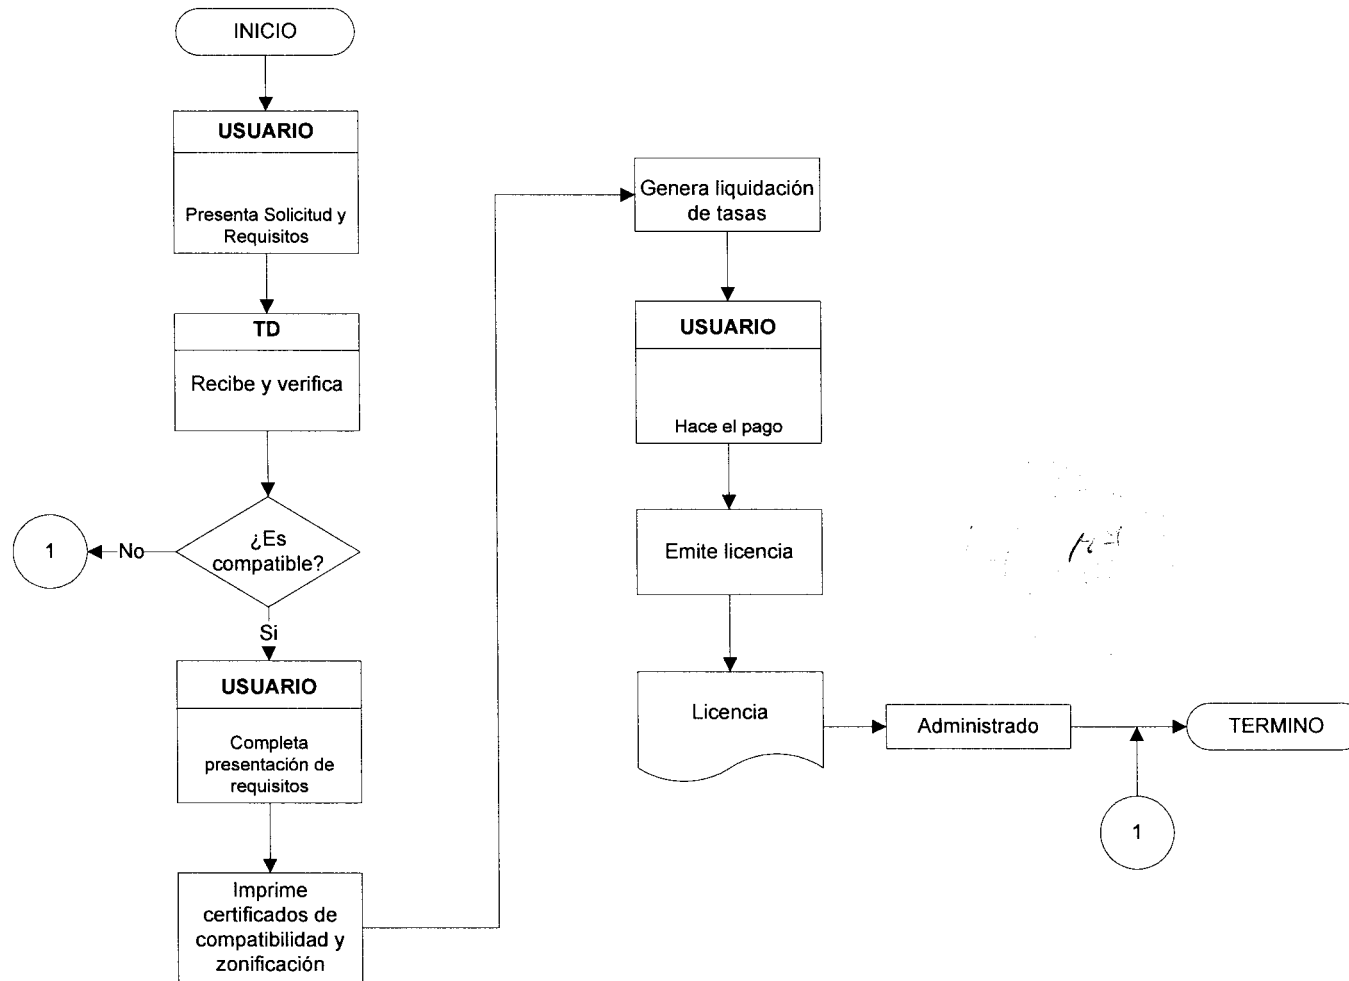 INICIO
USUARIO
Presenta Solicitud y
Requisitos
TD
Recibe y verifica
¿Es
compatible?
No
1
Si
USUARIO
Completa
presentación de
requisitos
Imprime
certificados de
compatibilidad y
zonificación
Genera liquidación
de tasas
USUARIO
Hace el pago
Emite licencia
Licencia
Administrado
TERMINO
1